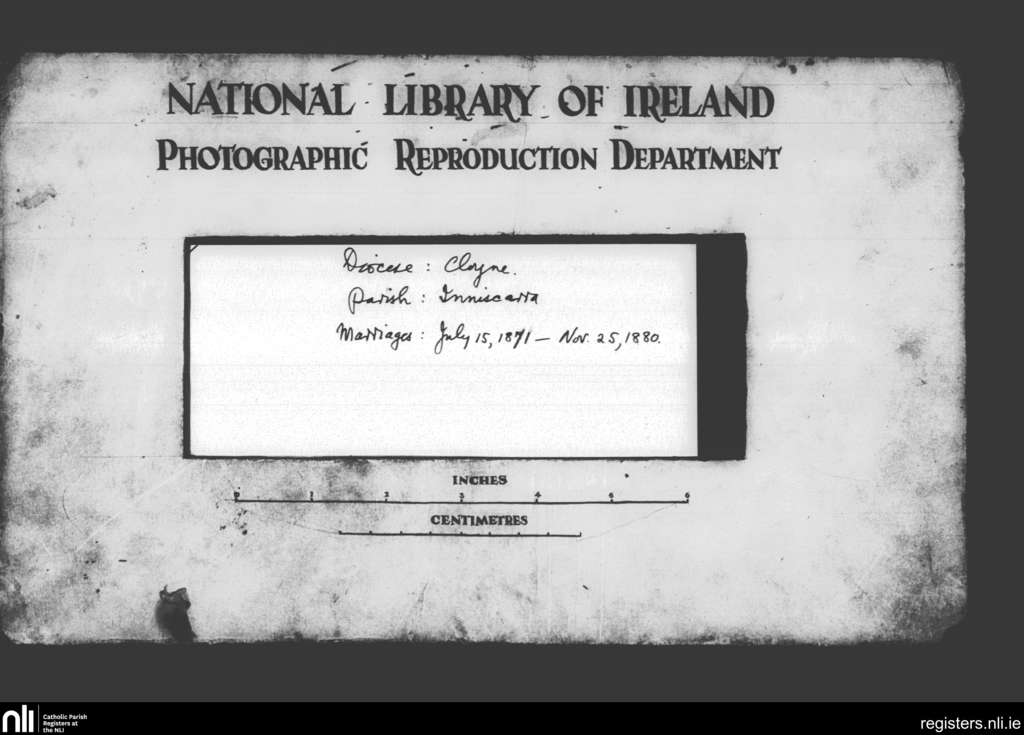 NATIONAL LIBRARY OF IRELAND
PHOTOGRAPHIC REPRODUCTION DEPARTMENT
Diocese : Cloyne.
Parish : Inniscarra
Marriages : July 15, 1871 – Nov. 25, 1880.
INCHES
0 1 2 3 4 5 6
CENTIMETRES
nli
Catholic Parish
Registers at
the NLI
registers.nli.ie